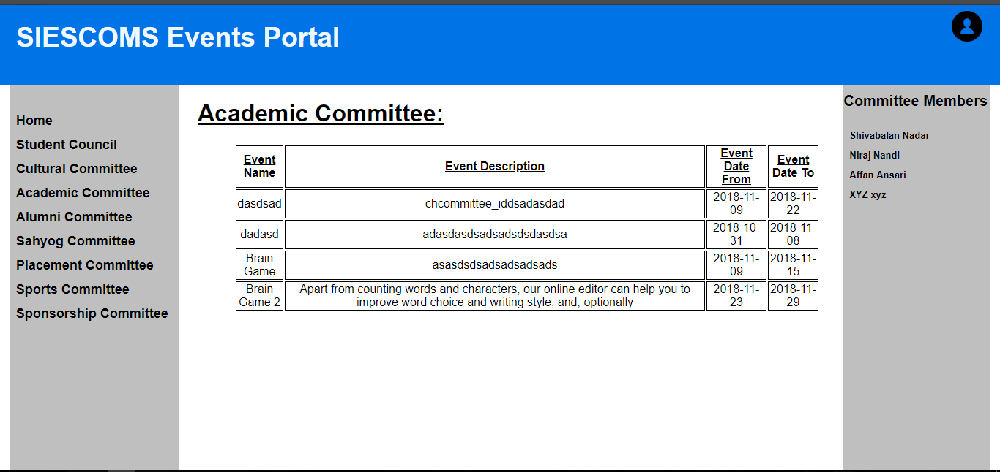 SIESCOMS Events Portal
Home
Student Council
Cultural Committee
Academic Committee
Alumni Committee
Sahyog Committee
Placement Committee
Sports Committee
Sponsorship Committee
Academic Committee:
Event
Name
Event Description
Event
Date
From
Event
Date To
dasdsad
chcommittee_iddsadasdad
2018-11-
09
2018-11-
22
dadasd
adasdasdsadsadsdsdasdsa
2018-10-
31
2018-11-
08
Brain
Game
asasdsdsadsadsadsads
2018-11-
09
2018-11-
15
Brain
Game 2
Apart from counting words and characters, our online editor can help you to
improve word choice and writing style, and, optionally
2018-11-
23
2018-11-
29
Committee Members
Shivabalan Nadar
Niraj Nandi
Affan Ansari
XYZ xyz